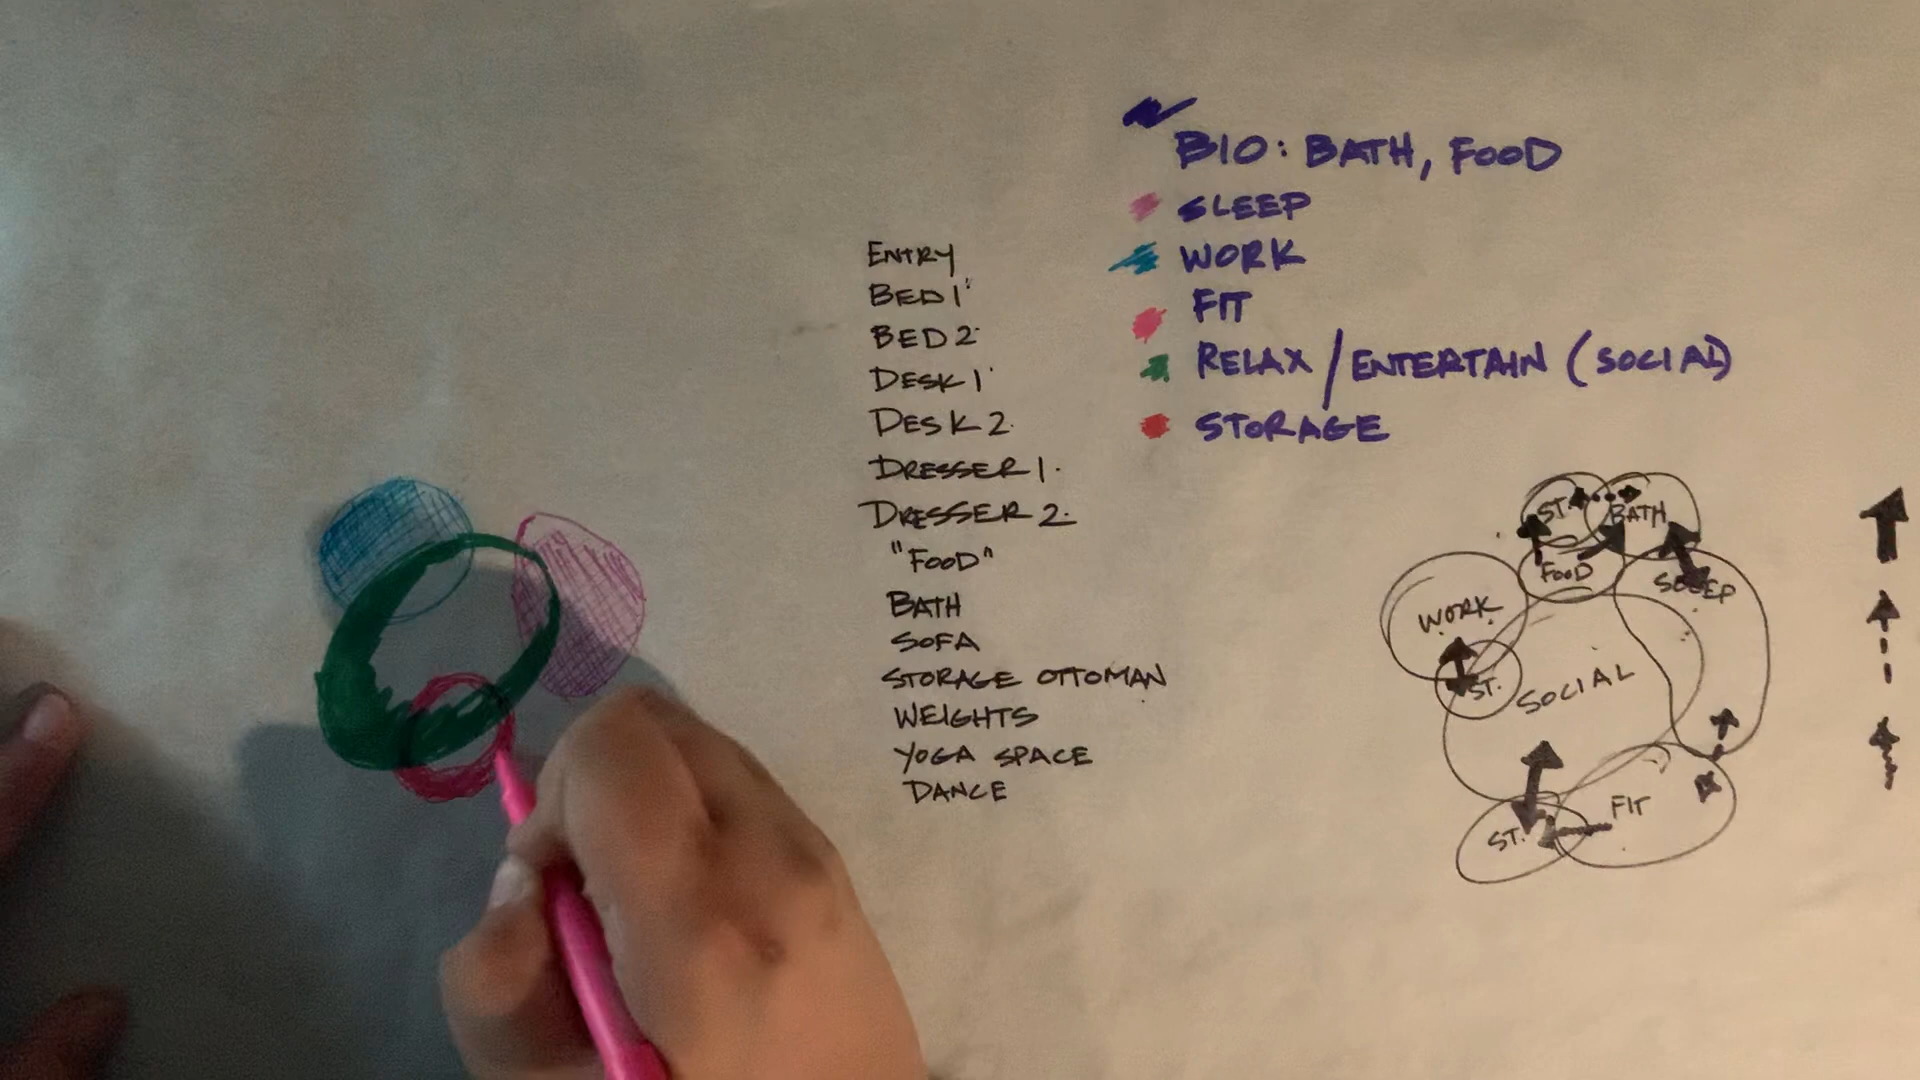 BIO: BATH, FOOD
SLEEP
WORK
FIT
RELAX / ENTERTAIN (SOCIAL)
STORAGE
ENTRY
BED 1
BED 2
DESK 1
DESK 2
DRESSER 1
DRESSER 2
"FOOD"
BATH
SOFA
STORAGE OTTOMAN
WEIGHTS
YOGA SPACE
DANCE
ST.
BATH
FOOD
SLEEP
WORK
ST.
SOCIAL
FIT
ST.